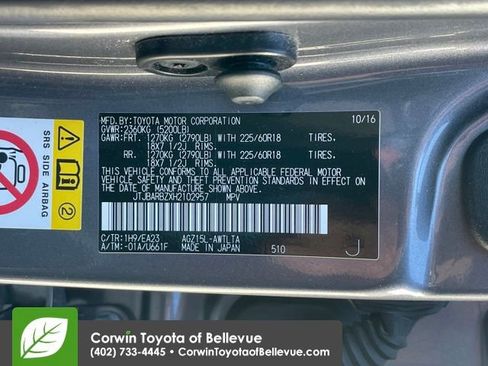 MFD. BY:TOYOTA MOTOR CORPORATION 10/16
GVWR: 2360KG (5200LB)
GAWR:FRT. 1270KG (2790LB) WITH 225/60R18 TIRES.
18X7 1/2J RIMS.
RR. 1270KG (2790LB) WITH 225/60R18 TIRES.
18X7 1/2J RIMS.
THIS VEHICLE CONFORMS TO ALL APPLICABLE FEDERAL MOTOR
VEHICLE SAFETY AND THEFT PREVENTION STANDARDS IN EFFECT
ON THE DATE OF MANUFACTURE SHOWN ABOVE.
JTJBARBZXH2102957 MPV
C/TR:1H9/EA23 AGZ15L-AWTLTA
A/TM:-01A/U661F MADE IN JAPAN 510 J
SRS SIDE AIRBAG
2
Corwin Toyota of Bellevue
(402) 733-4445 • CorwinToyotaofBellevue.com